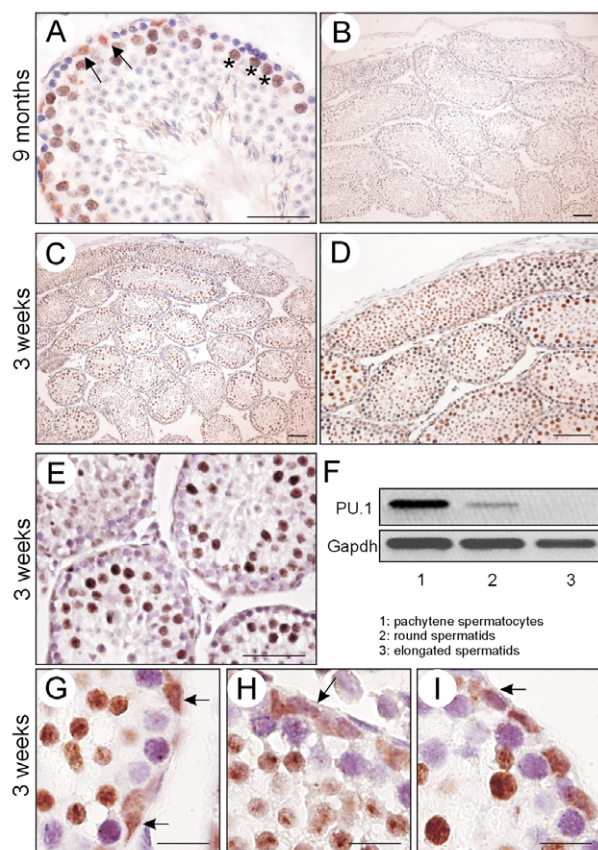 A
B
9 months
* * *
C
D
3 weeks
E
3 weeks
F
PU.1
Gapdh
1 2 3
1: pachytene spermatocytes
2: round spermatids
3: elongated spermatids
G
H
I
3 weeks